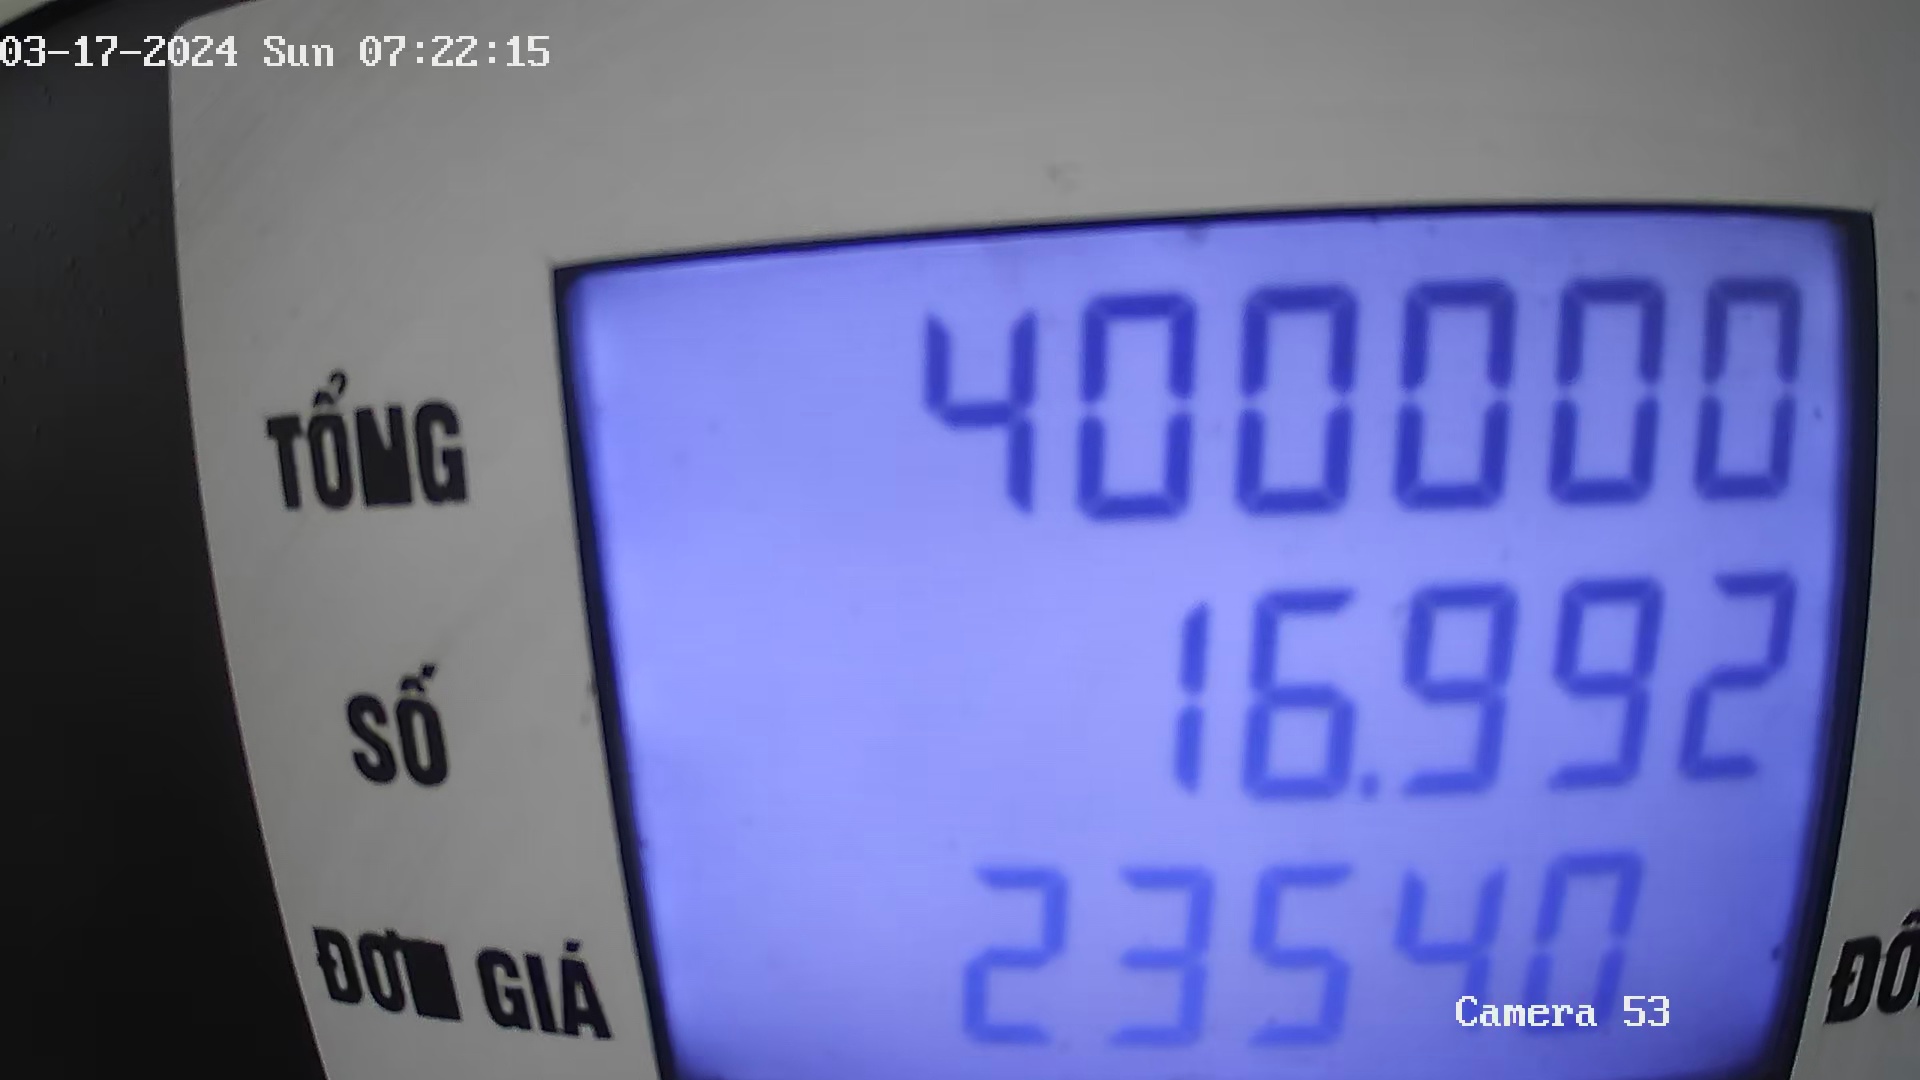 03-17-2024 Sun 07:22:15
TỔNG 400000
SỐ 16.992
ĐƠN GIÁ 23540
Camera 53